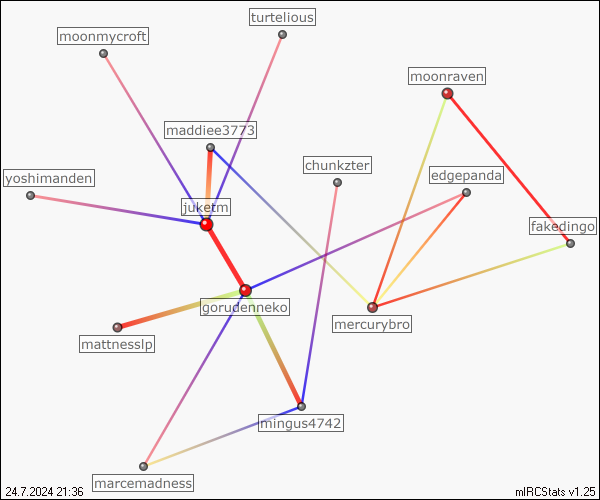 turtelious
moonmycroft
moonraven
maddiee3773
chunkzter
edgepanda
yoshimanden
juketm
fakedingo
gorudenneko
mercurybro
mattnesslp
mingus4742
marcemadness
24.7.2024 21:36
mIRCStats v1.25